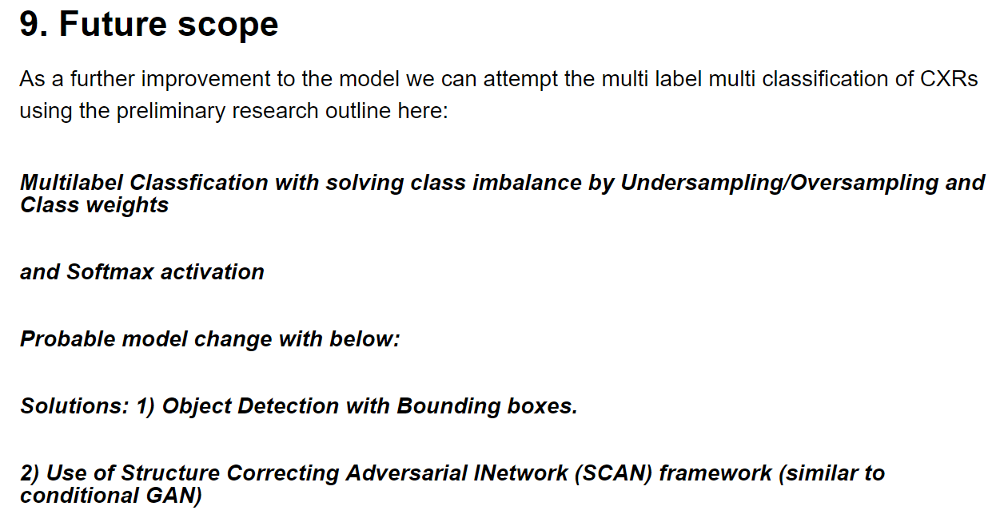 9. Future scope
As a further improvement to the model we can attempt the multi label multi classification of CXRs
using the preliminary research outline here:
Multilabel Classfication with solving class imbalance by Undersampling/Oversampling and
Class weights
and Softmax activation
Probable model change with below:
Solutions: 1) Object Detection with Bounding boxes.
2) Use of Structure Correcting Adversarial lNetwork (SCAN) framework (similar to
conditional GAN)